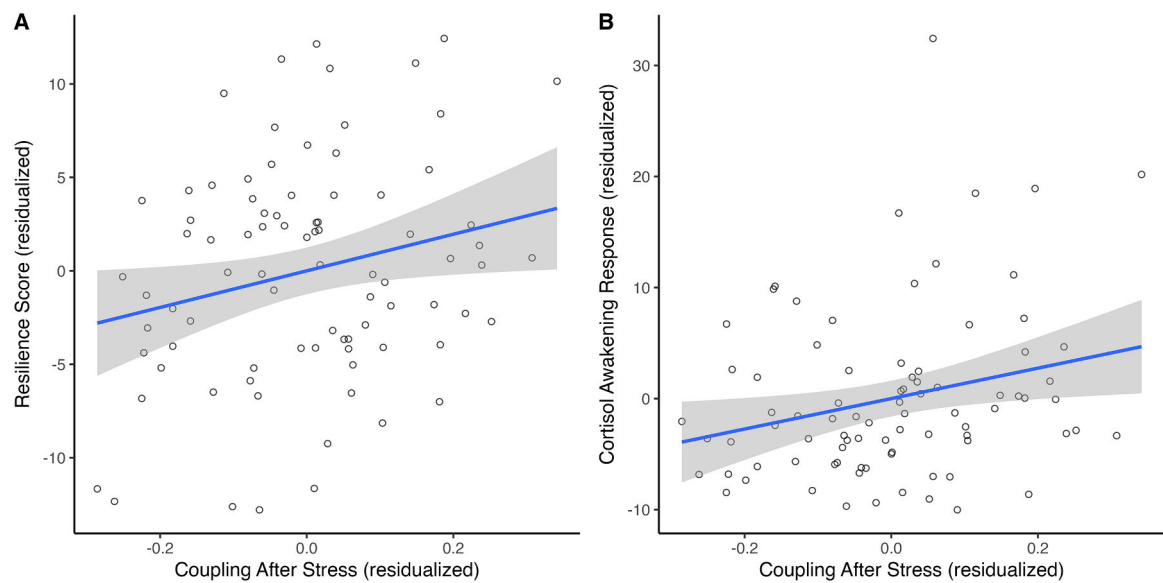 A
Resilience Score (residualized)
10
5
0
-5
-10
-0.2
0.0
0.2
Coupling After Stress (residualized)
B
Cortisol Awakening Response (residualized)
30
20
10
0
-10
-0.2
0.0
0.2
Coupling After Stress (residualized)